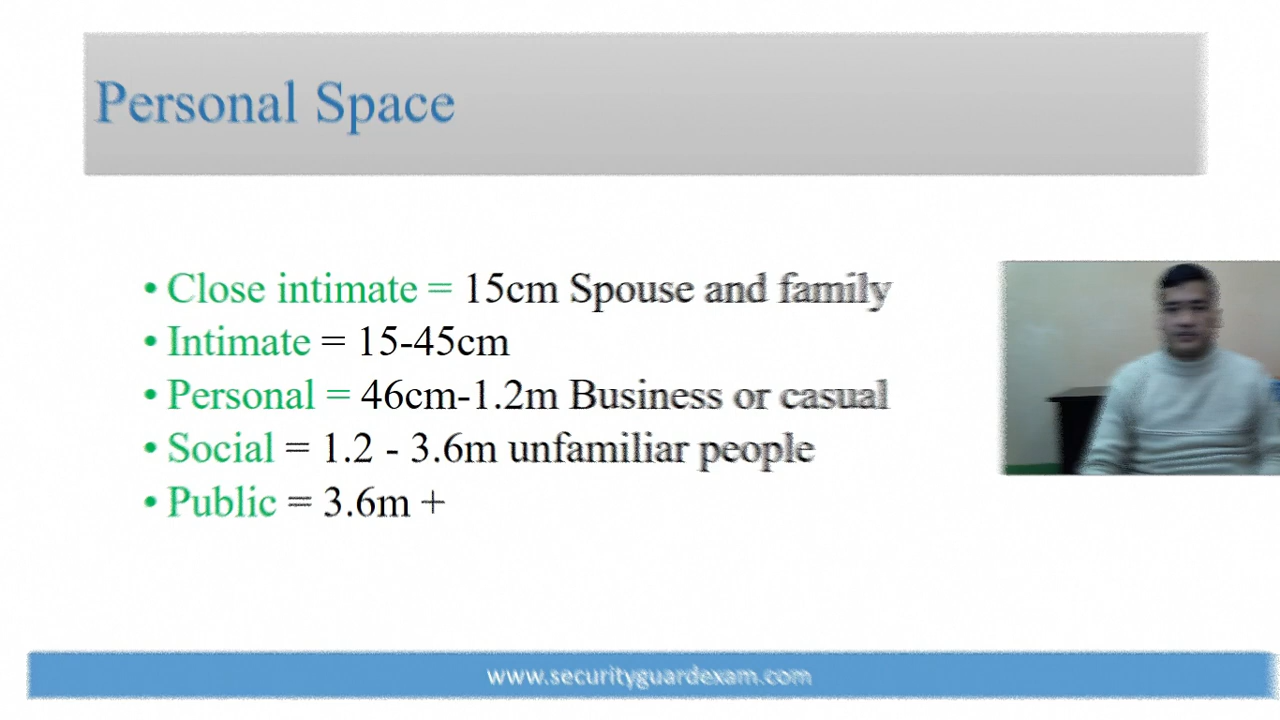 Personal Space
• Close intimate = 15cm Spouse and family
• Intimate = 15-45cm
• Personal = 46cm-1.2m Business or casual
• Social = 1.2 - 3.6m unfamiliar people
• Public = 3.6m +
www.securityguardexam.com